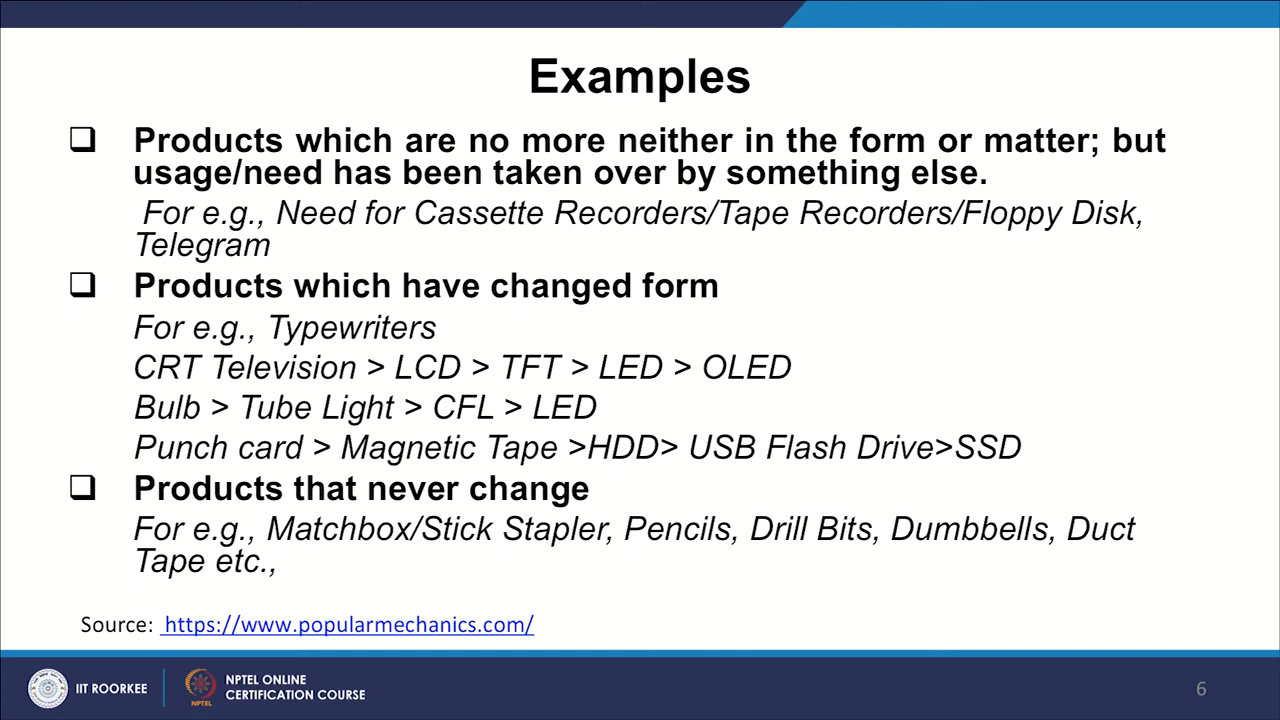 Examples
❑ Products which are no more neither in the form or matter; but
usage/need has been taken over by something else.
For e.g., Need for Cassette Recorders/Tape Recorders/Floppy Disk,
Telegram
❑ Products which have changed form
For e.g., Typewriters
CRT Television > LCD > TFT > LED > OLED
Bulb > Tube Light > CFL > LED
Punch card > Magnetic Tape >HDD> USB Flash Drive>SSD
❑ Products that never change
For e.g., Matchbox/Stick Stapler, Pencils, Drill Bits, Dumbbells, Duct
Tape etc.,
Source: https://www.popularmechanics.com/
IIT ROORKEE
NPTEL
NPTEL ONLINE
CERTIFICATION COURSE
6